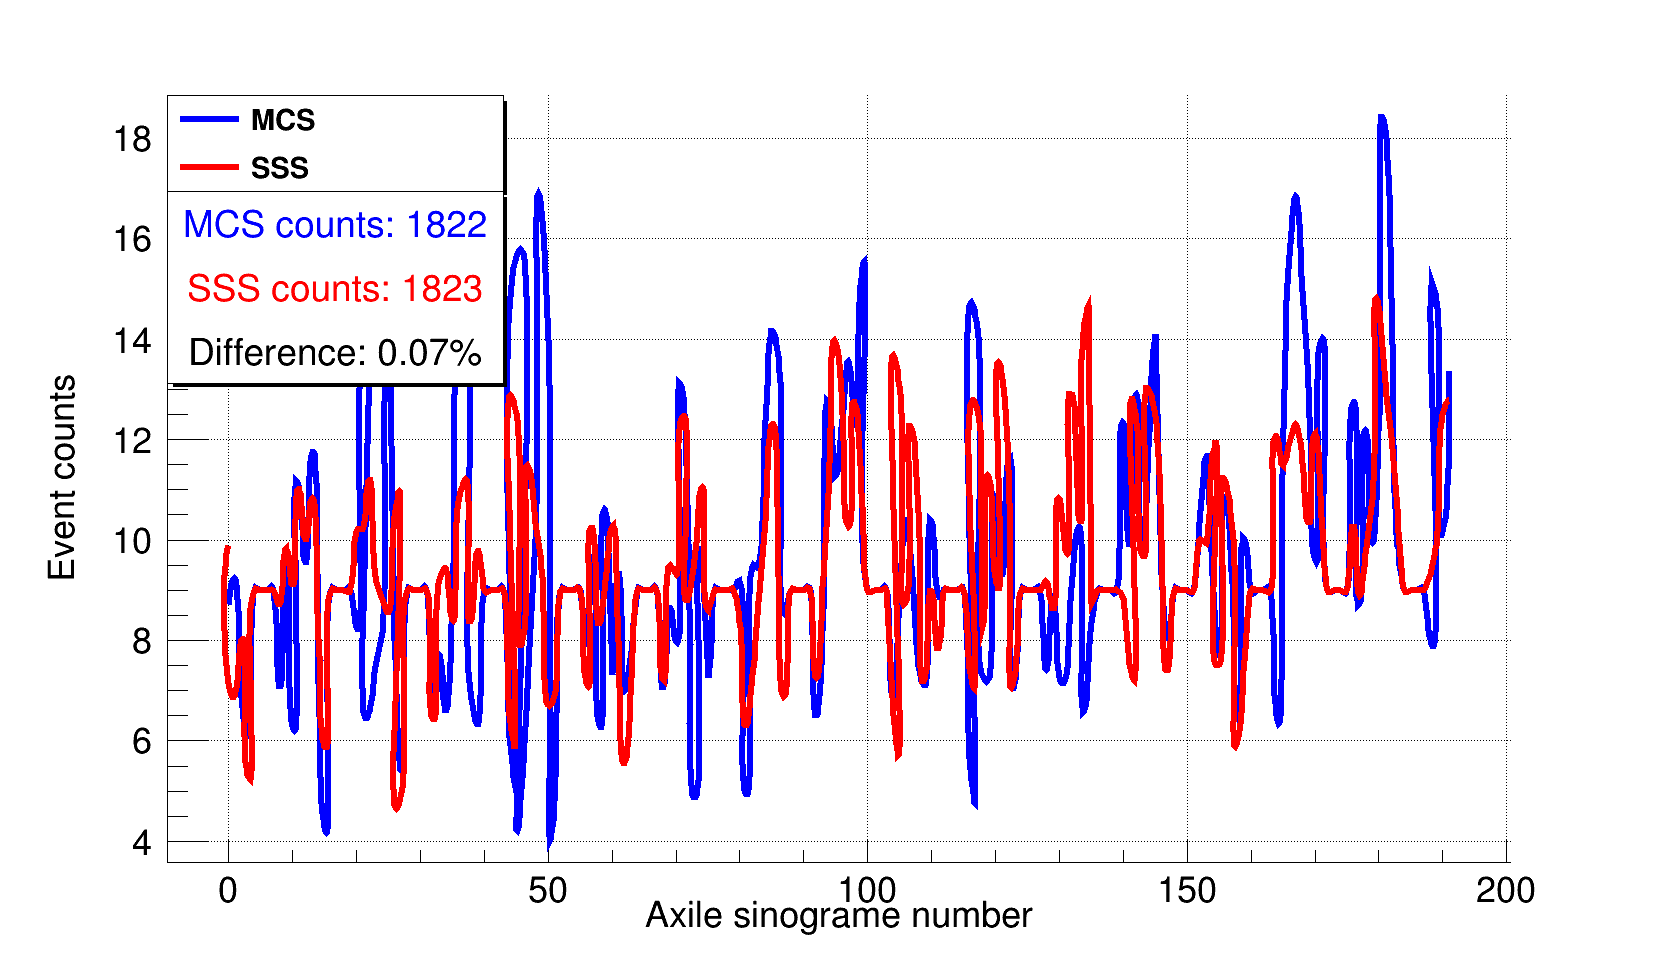 MCS
SSS
MCS counts: 1822
SSS counts: 1823
Difference: 0.07%
Event counts
18
16
14
12
10
8
6
4
0 50 100 150 200
Axile sinograme number